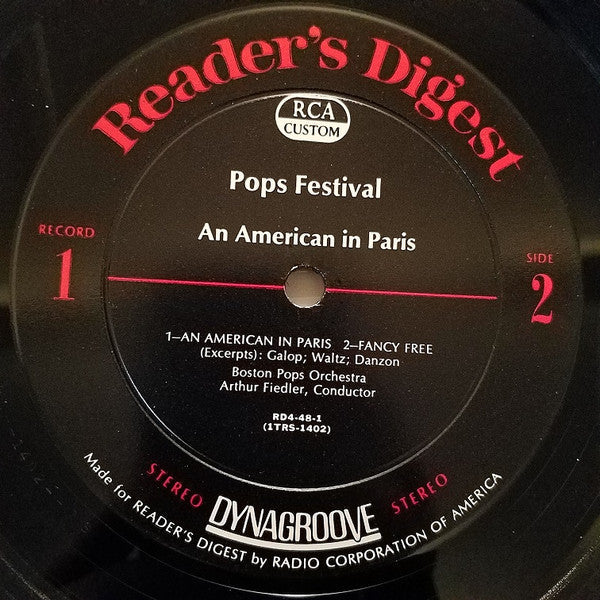 Reader's Digest
RCA
CUSTOM
Pops Festival
An American in Paris
RECORD
1
SIDE
2
1—AN AMERICAN IN PARIS 2—FANCY FREE
(Excerpts): Galop; Waltz; Danzon
Boston Pops Orchestra
Arthur Fiedler, Conductor
RD4-48-1
(1TRS-1402)
STEREO DYNAGROOVE STEREO
Made for READER'S DIGEST by RADIO CORPORATION OF AMERICA